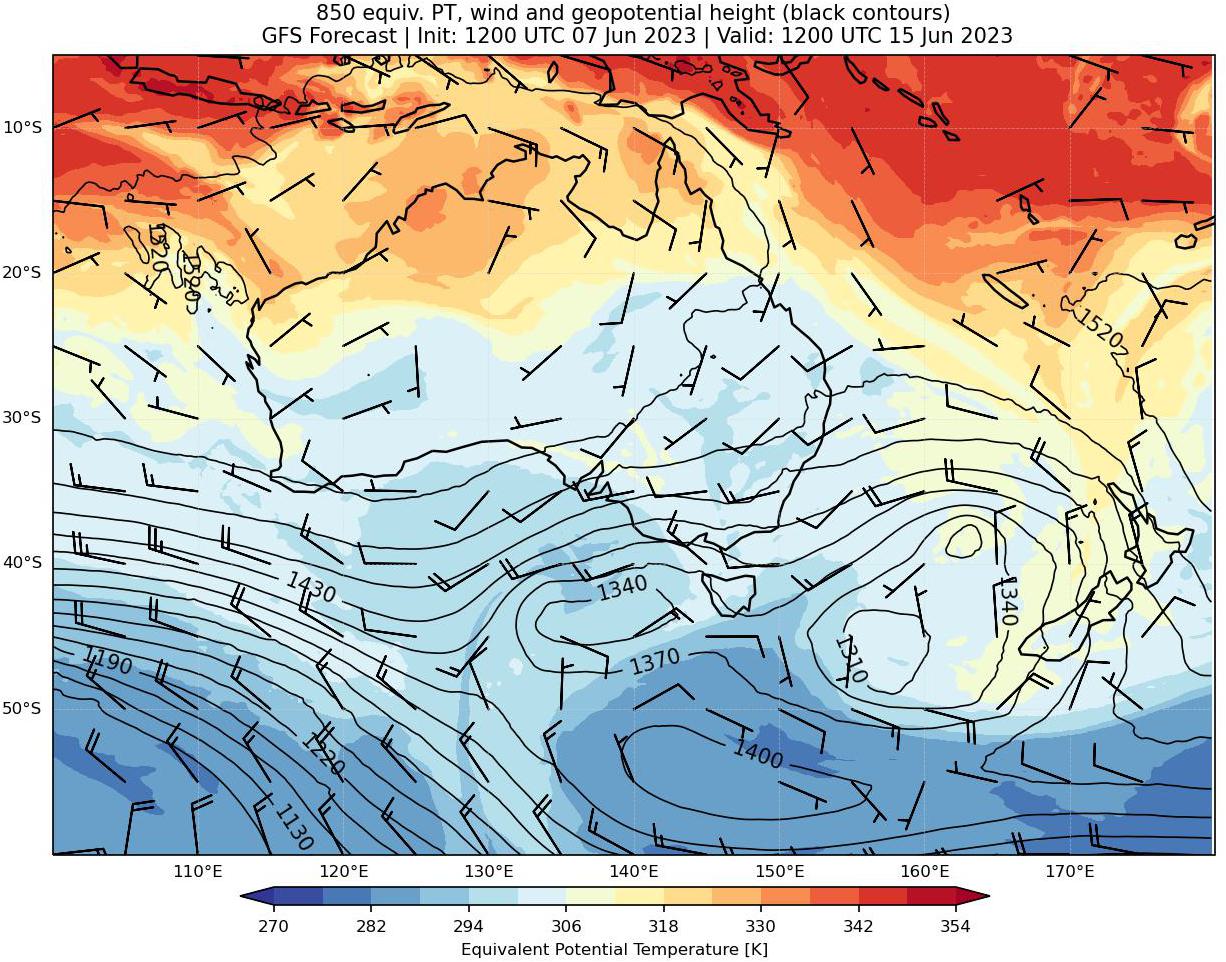 850 equiv. PT, wind and geopotential height (black contours)
GFS Forecast | Init: 1200 UTC 07 Jun 2023 | Valid: 1200 UTC 15 Jun 2023
10°S
1520
1520
20°S
1520
30°S
40°S
1430
1340
1340
1190
1370
1310
50°S
1220
1400
1130
110°E 120°E 130°E 140°E 150°E 160°E 170°E
270 282 294 306 318 330 342 354
Equivalent Potential Temperature [K]